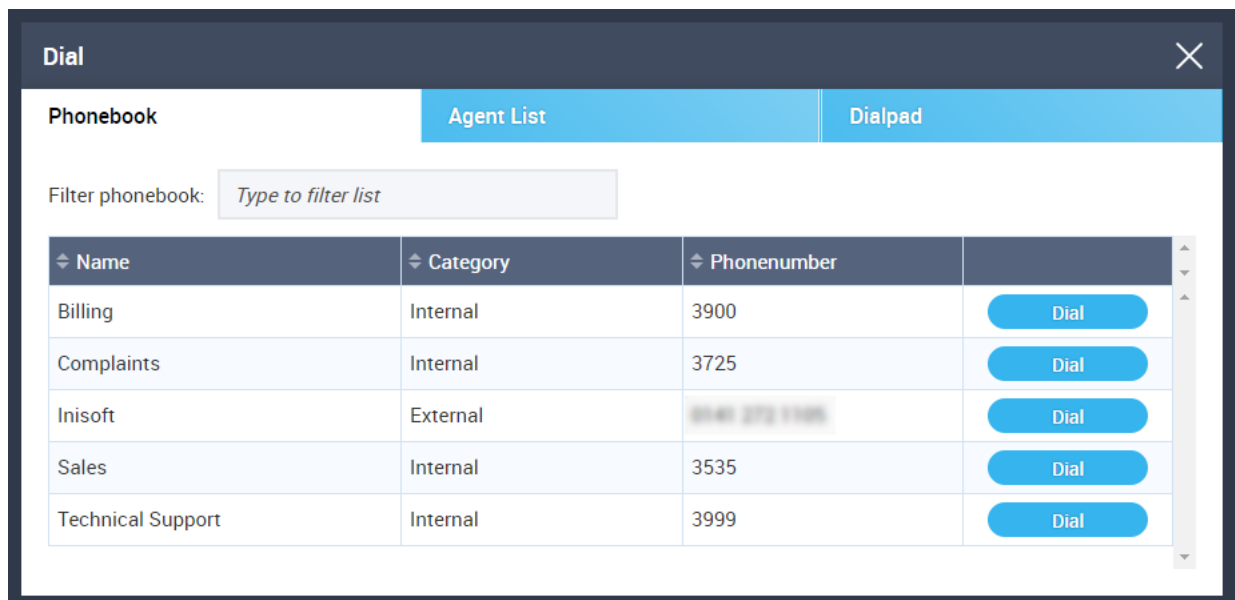 Dial
Phonebook Agent List Dialpad
Filter phonebook: Type to filter list
Name Category Phonenumber
Billing Internal 3900 Dial
Complaints Internal 3725 Dial
Inisoft External Dial
Sales Internal 3535 Dial
Technical Support Internal 3999 Dial